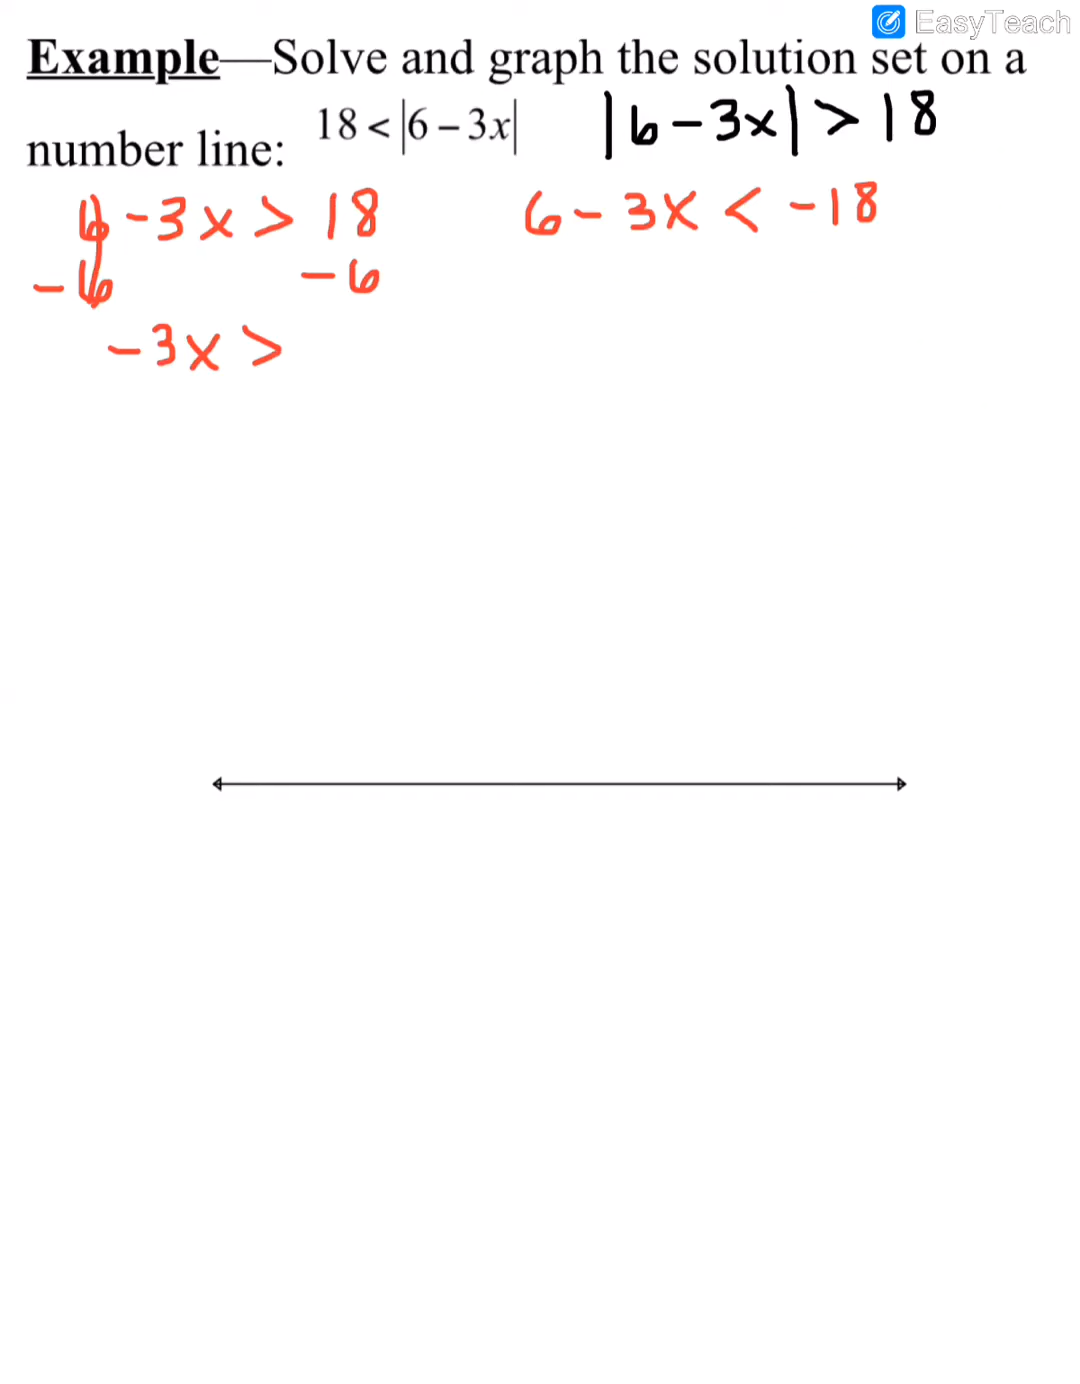 EasyTeach
Example—Solve and graph the solution set on a
number line: 18 < |6 − 3x| |6 − 3x| > 18
6 − 3x > 18 6 − 3x < −18
−6 −6
−3x >